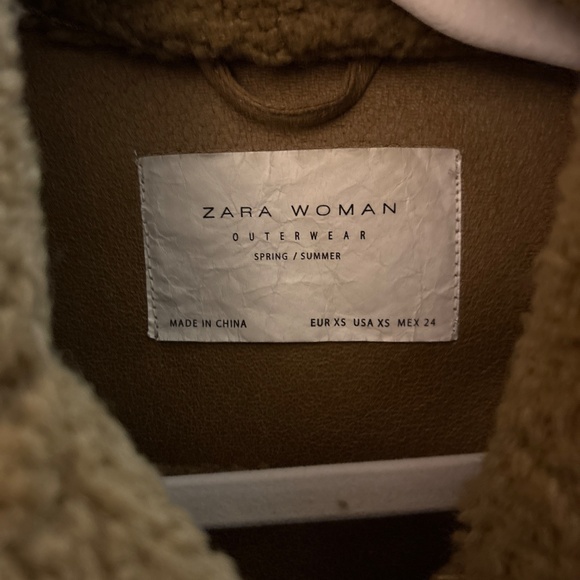 ZARA WOMAN
OUTERWEAR
SPRING / SUMMER
MADE IN CHINA EUR XS USA XS MEX 24